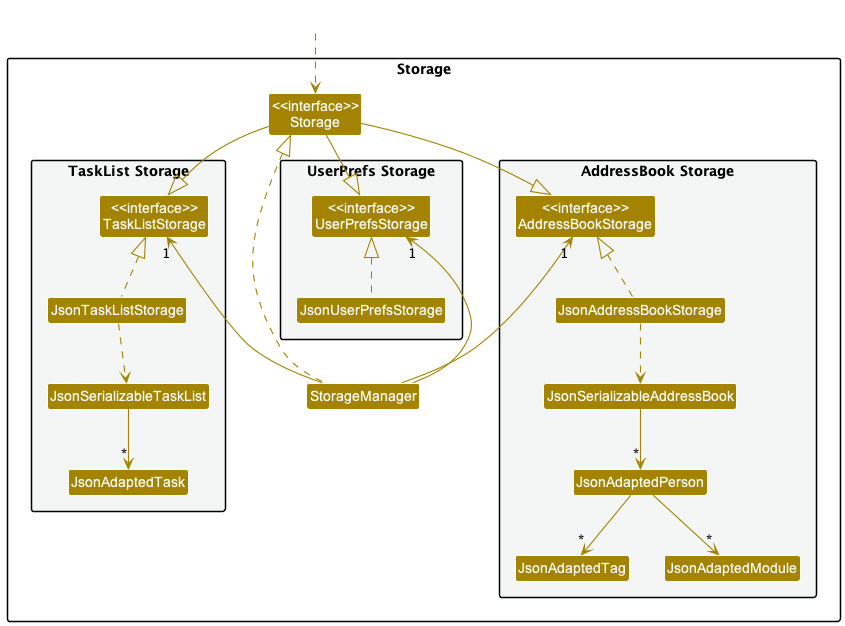 Storage
<<interface>>
Storage
TaskList Storage
UserPrefs Storage
AddressBook Storage
<<interface>>
TaskListStorage
<<interface>>
UserPrefsStorage
<<interface>>
AddressBookStorage
1
1
1
JsonTaskListStorage
JsonUserPrefsStorage
JsonAddressBookStorage
JsonSerializableTaskList
StorageManager
JsonSerializableAddressBook
*
*
JsonAdaptedTask
JsonAdaptedPerson
*
*
JsonAdaptedTag
JsonAdaptedModule